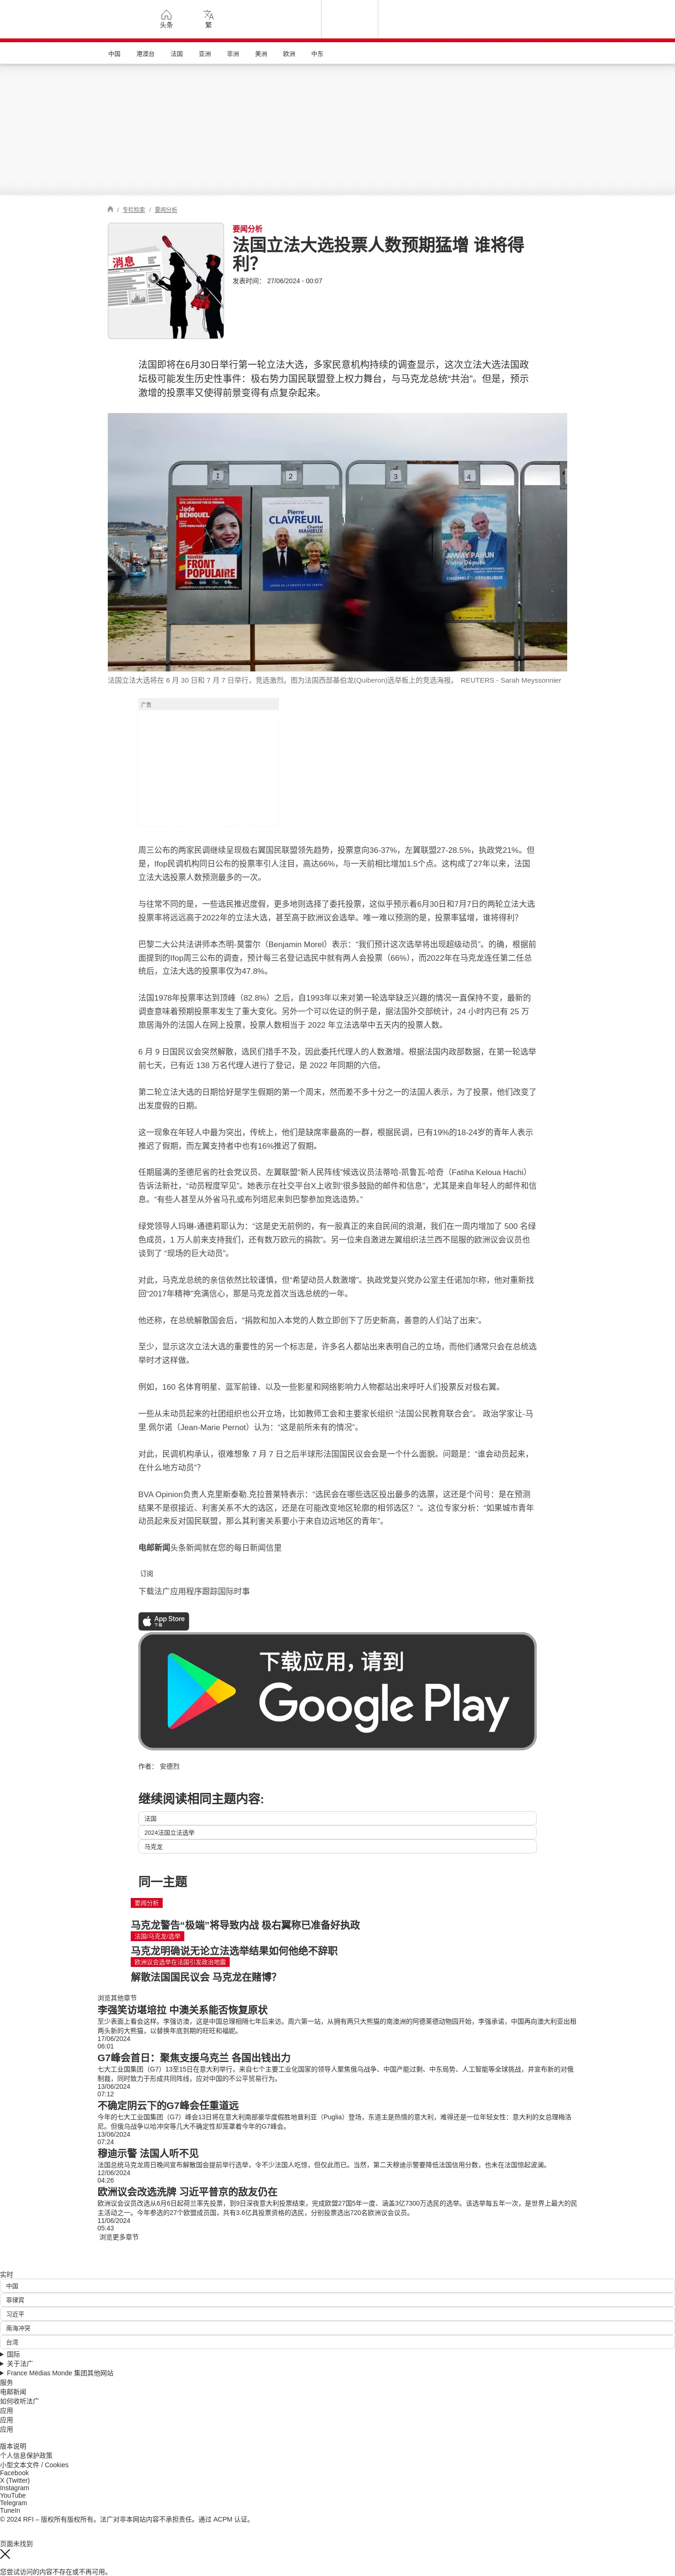 头条
繁
中国
港澳台
法国
亚洲
非洲
美洲
欧洲
中东
/ 专栏检索 / 要闻分析
消息
要闻分析
法国立法大选投票人数预期猛增 谁将得
利?
发表时间： 27/06/2024 - 00:07
法国即将在6月30日举行第一轮立法大选，多家民意机构持续的调查显示，这次立法大选法国政
坛极可能发生历史性事件：极右势力国民联盟登上权力舞台，与马克龙总统“共治”。但是，预示
激增的投票率又使得前景变得有点复杂起来。
1
2
3
4
Jade
BENIQUEL
FRONT
POPULAIRE
Pierre
CLAVREUIL
Chantal
MAHIEUX
JIMMY PAHUN
Votre Député
法国立法大选将在 6 月 30 日和 7 月 7 日举行，竞选激烈。图为法国西部基伯龙(Quiberon)选举板上的竞选海报。 REUTERS - Sarah Meyssonnier
广告
周三公布的两家民调继续呈现极右翼国民联盟领先趋势，投票意向36-37%，左翼联盟27-28.5%，执政党21%。但
是，Ifop民调机构同日公布的投票率引人注目，高达66%，与一天前相比增加1.5个点。这构成了27年以来，法国
立法大选投票人数预测最多的一次。
与往常不同的是，一些选民推迟度假，更多地则选择了委托投票，这似乎预示着6月30日和7月7日的两轮立法大选
投票率将远远高于2022年的立法大选，甚至高于欧洲议会选举。唯一难以预测的是，投票率猛增，谁将得利?
巴黎二大公共法讲师本杰明-莫雷尔（Benjamin Morel）表示：“我们预计这次选举将出现超级动员”。的确，根据前
面提到的Ifop周三公布的调查，预计每三名登记选民中就有两人会投票（66%），而2022年在马克龙连任第二任总
统后，立法大选的投票率仅为47.8%。
法国1978年投票率达到顶峰（82.8%）之后，自1993年以来对第一轮选举缺乏兴趣的情况一直保持不变，最新的
调查意味着预期投票率发生了重大变化。另外一个可以佐证的例子是，据法国外交部统计，24 小时内已有 25 万
旅居海外的法国人在网上投票，投票人数相当于 2022 年立法选举中五天内的投票人数。
6 月 9 日国民议会突然解散，选民们措手不及，因此委托代理人的人数激增。根据法国内政部数据，在第一轮选举
前七天，已有近 138 万名代理人进行了登记，是 2022 年同期的六倍。
第二轮立法大选的日期恰好是学生假期的第一个周末，然而差不多十分之一的法国人表示，为了投票，他们改变了
出发度假的日期。
这一现象在年轻人中最为突出，传统上，他们是缺席率最高的一群，根据民调，已有19%的18-24岁的青年人表示
推迟了假期，而左翼支持者中也有16%推迟了假期。
任期届满的圣德尼省的社会党议员、左翼联盟“新人民阵线”候选议员法蒂哈-凯鲁瓦-哈奇（Fatiha Keloua Hachi）
告诉法新社，“动员程度罕见”。她表示在社交平台X上收到“很多鼓励的邮件和信息”，尤其是来自年轻人的邮件和信
息。“有些人甚至从外省马孔或布列塔尼来到巴黎参加竞选造势。”
绿党领导人玛琳-通德莉耶认为：“这是史无前例的，有一股真正的来自民间的浪潮，我们在一周内增加了 500 名绿
色成员，1 万人前来支持我们，还有数万欧元的捐款”。另一位来自激进左翼组织法兰西不屈服的欧洲议会议员也
谈到了 “现场的巨大动员”。
对此，马克龙总统的亲信依然比较谨慎，但“希望动员人数激增”。执政党复兴党办公室主任诺加尔称，他对重新找
回“2017年精神”充满信心，那是马克龙首次当选总统的一年。
他还称，在总统解散国会后，“捐款和加入本党的人数立即创下了历史新高，善意的人们站了出来”。
至少，显示这次立法大选的重要性的另一个标志是，许多名人都站出来表明自己的立场，而他们通常只会在总统选
举时才这样做。
例如，160 名体育明星、蓝军前锋、以及一些影星和网络影响力人物都站出来呼吁人们投票反对极右翼。
一些从未动员起来的社团组织也公开立场，比如教师工会和主要家长组织 “法国公民教育联合会”。 政治学家让-马
里.佩尔诺（Jean-Marie Pernot）认为：“这是前所未有的情况”。
对此，民调机构承认，很难想象 7 月 7 日之后半球形法国国民议会会是一个什么面貌。问题是：“谁会动员起来，
在什么地方动员”?
BVA Opinion负责人克里斯泰勒.克拉普莱特表示：“选民会在哪些选区投出最多的选票，这还是个问号：是在预测
结果不是很接近、利害关系不大的选区，还是在可能改变地区轮廓的相邻选区？”。这位专家分析：“如果城市青年
动员起来反对国民联盟，那么其利害关系要小于来自边远地区的青年”。
电邮新闻头条新闻就在您的每日新闻信里
订阅
下载法广应用程序跟踪国际时事
App Store
下载
下载应用，请到
Google Play
作者： 安德烈
继续阅读相同主题内容:
法国
2024法国立法选举
马克龙
同一主题
要闻分析
马克龙警告“极端”将导致内战 极右翼称已准备好执政
法国/马克龙/选举
马克龙明确说无论立法选举结果如何他绝不辞职
欧洲议会选举在法国引发政治地震
解散法国国民议会 马克龙在赌博？
浏览其他章节
李强笑访堪培拉 中澳关系能否恢复原状
至少表面上看会这样。李强访澳，这是中国总理相隔七年后来访。周六第一站，从拥有两只大熊猫的南澳洲的阿德莱德动物园开始，李强承诺，中国再向澳大利亚出租
两头新的大熊猫，以替换年底到期的旺旺和福妮。
17/06/2024
06:01
G7峰会首日：聚焦支援乌克兰 各国出钱出力
七大工业国集团（G7）13至15日在意大利举行，来自七个主要工业化国家的领导人聚焦俄乌战争、中国产能过剩、中东局势、人工智能等全球挑战，并宣布新的对俄
制裁，同时致力于形成共同阵线，应对中国的不公平贸易行为。
13/06/2024
07:12
不确定阴云下的G7峰会任重道远
今年的七大工业国集团（G7）峰会13日将在意大利南部豪华度假胜地普利亚（Puglia）登场，东道主是热情的意大利，难得还是一位年轻女性：意大利的女总理梅洛
尼。但俄乌战争以哈冲突等几大不确定性却笼罩着今年的G7峰会。
13/06/2024
07:24
穆迪示警 法国人听不见
法国总统马克龙周日晚间宣布解散国会提前举行选举，令不少法国人吃惊，但仅此而已。当然，第二天穆迪示警要降低法国信用分数，也未在法国惊起波澜。
12/06/2024
04:26
欧洲议会改选洗牌 习近平普京的敌友仍在
欧洲议会议员改选从6月6日起荷兰率先投票，到9日深夜意大利投票结束，完成欧盟27国5年一度、涵盖3亿7300万选民的选举。该选举每五年一次，是世界上最大的民
主活动之一。今年参选的27个欧盟成员国，共有3.6亿具投票资格的选民，分别投票选出720名欧洲议会议员。
11/06/2024
05:43
浏览更多章节
实时
中国
菲律宾
习近平
南海冲突
台湾
国际
关于法广
France Médias Monde 集团其他网站
服务
电邮新闻
如何收听法广
应用
应用
应用
版本说明
个人信息保护政策
小型文本文件 / Cookies
Facebook
X (Twitter)
Instagram
YouTube
Telegram
TuneIn
© 2024 RFI – 版权所有版权所有。法广对非本网站内容不承担责任。通过 ACPM 认证。
页面未找到
您尝试访问的内容不存在或不再可用。